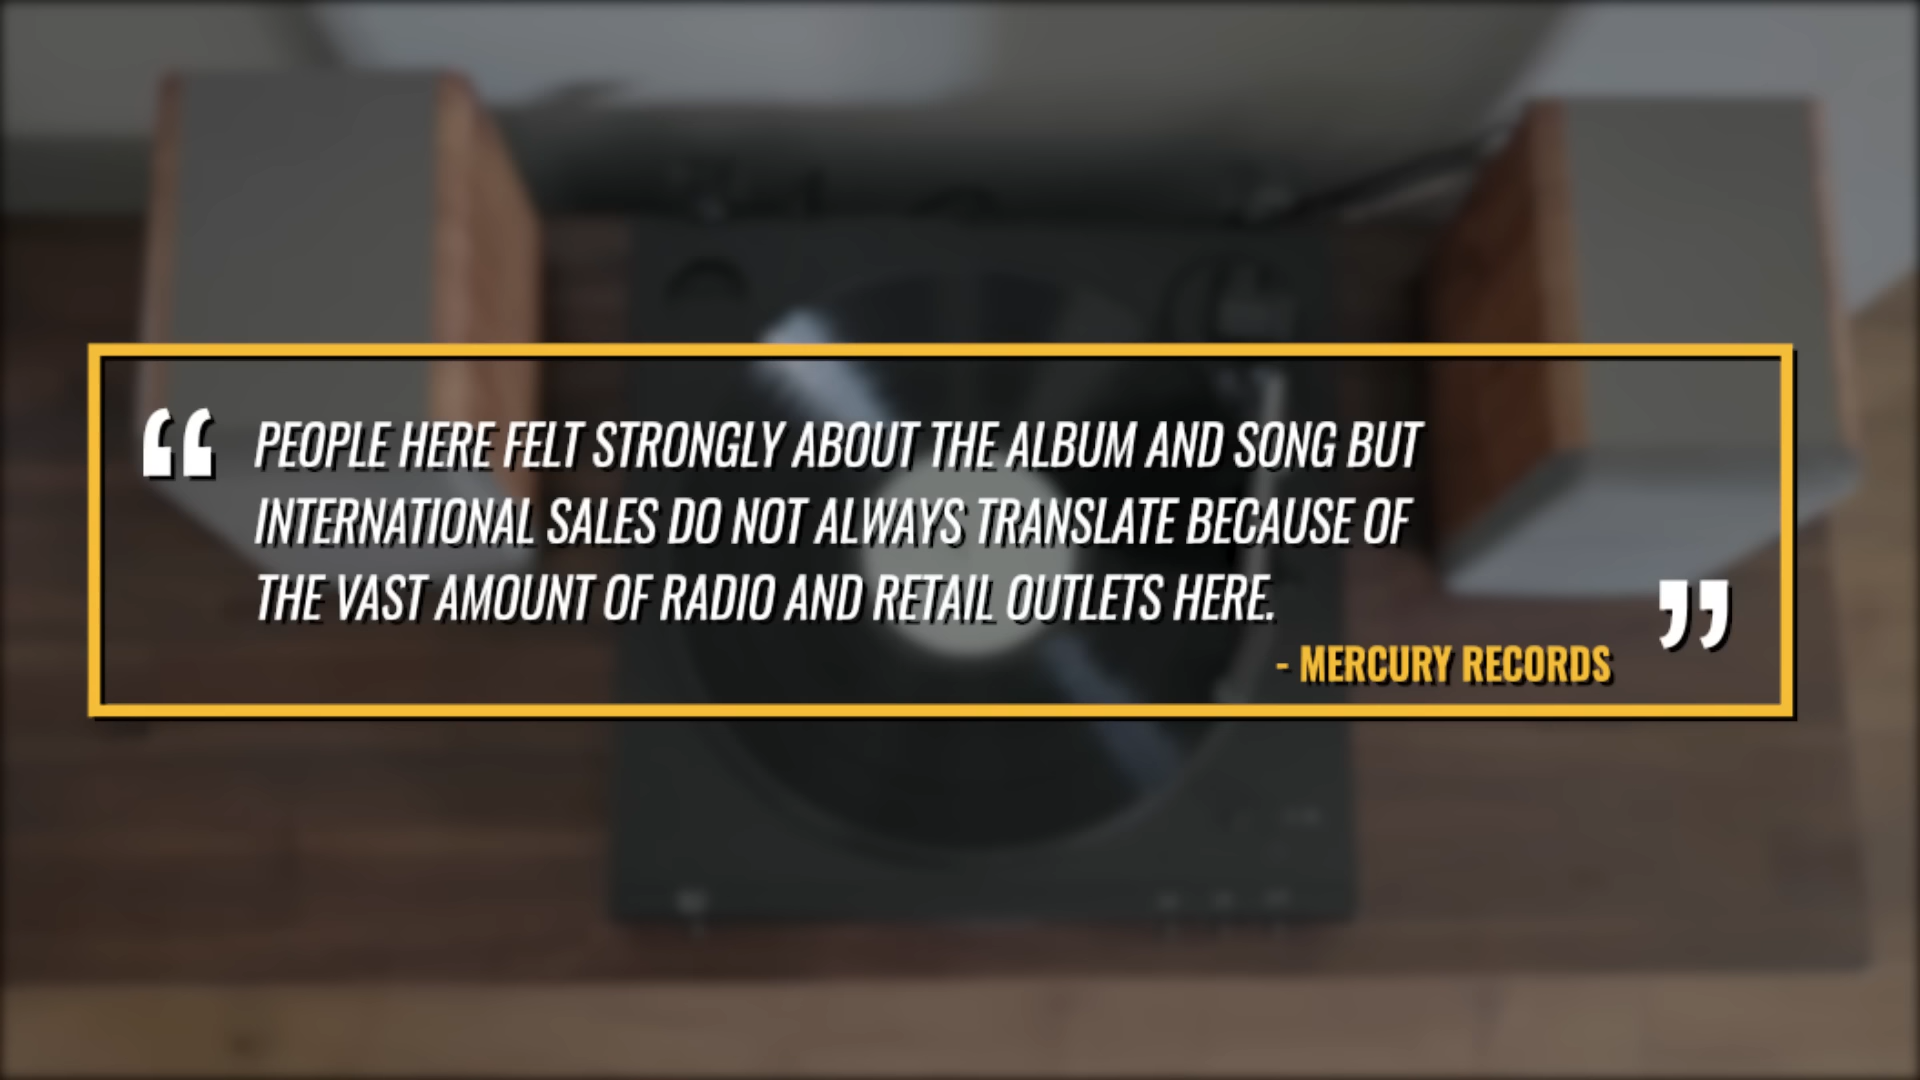 “ PEOPLE HERE FELT STRONGLY ABOUT THE ALBUM AND SONG BUT
INTERNATIONAL SALES DO NOT ALWAYS TRANSLATE BECAUSE OF
THE VAST AMOUNT OF RADIO AND RETAIL OUTLETS HERE. ”
- MERCURY RECORDS